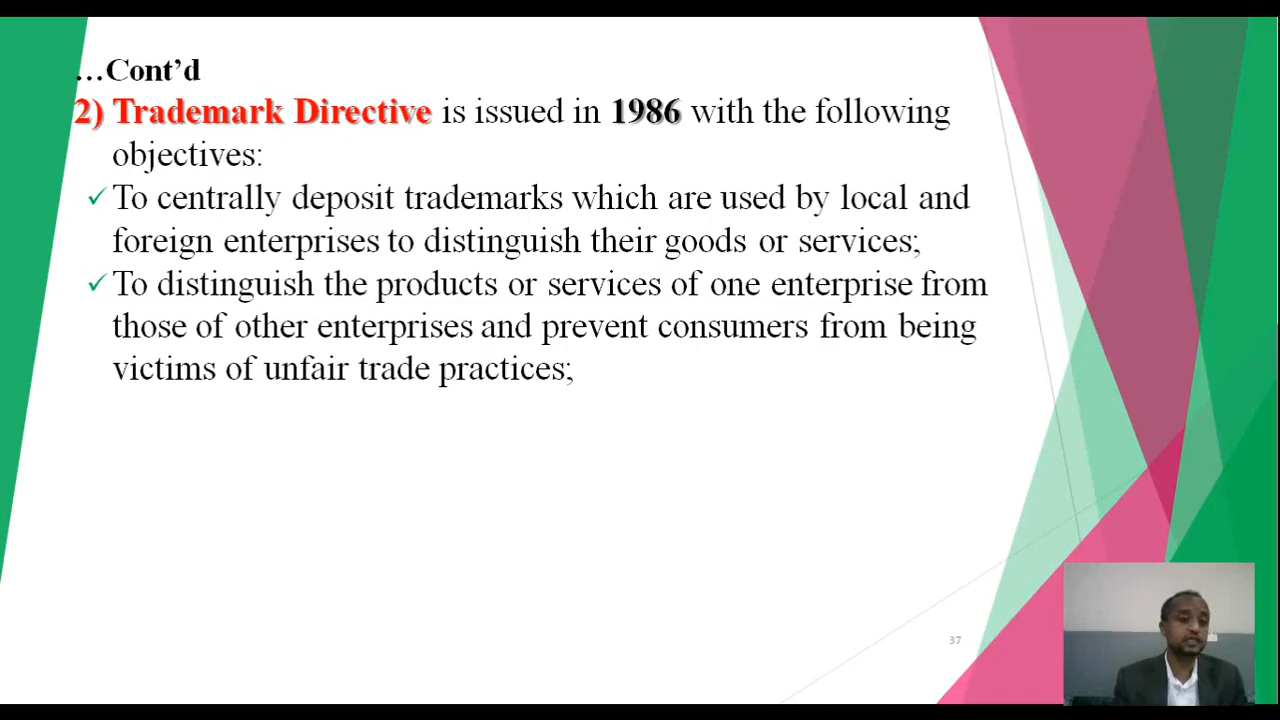 …Cont’d
2) Trademark Directive is issued in 1986 with the following
objectives:
✓ To centrally deposit trademarks which are used by local and
foreign enterprises to distinguish their goods or services;
✓ To distinguish the products or services of one enterprise from
those of other enterprises and prevent consumers from being
victims of unfair trade practices;
37